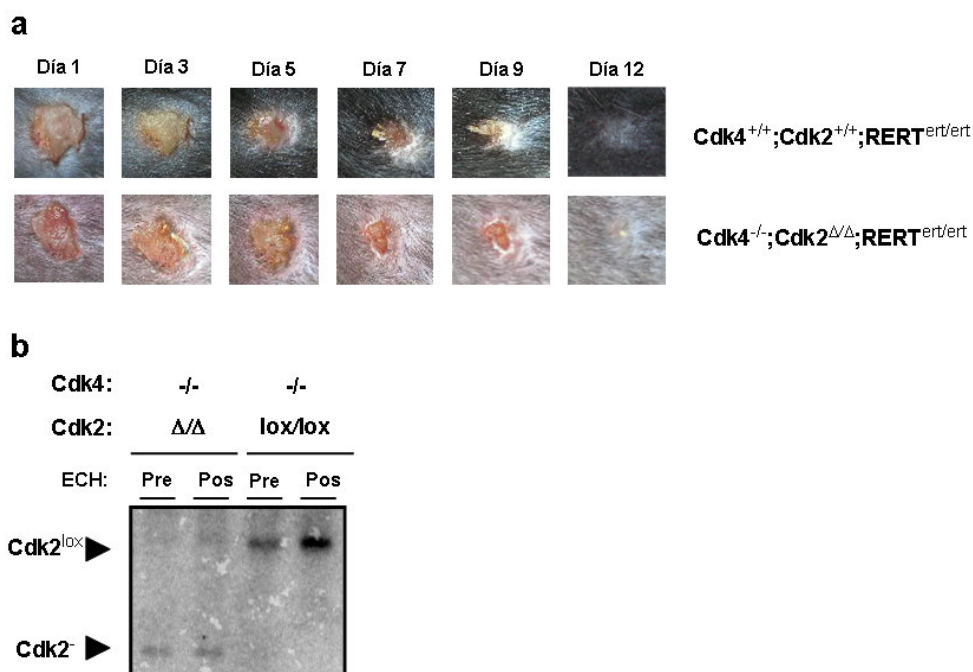 a
Día 1 Día 3 Día 5 Día 7 Día 9 Día 12
Cdk4+/+;Cdk2+/+;RERTert/ert
Cdk4-/-;Cdk2Δ/Δ;RERTert/ert
b
Cdk4: -/- -/-
Cdk2: Δ/Δ lox/lox
ECH: Pre Pos Pre Pos
Cdk2lox
Cdk2-